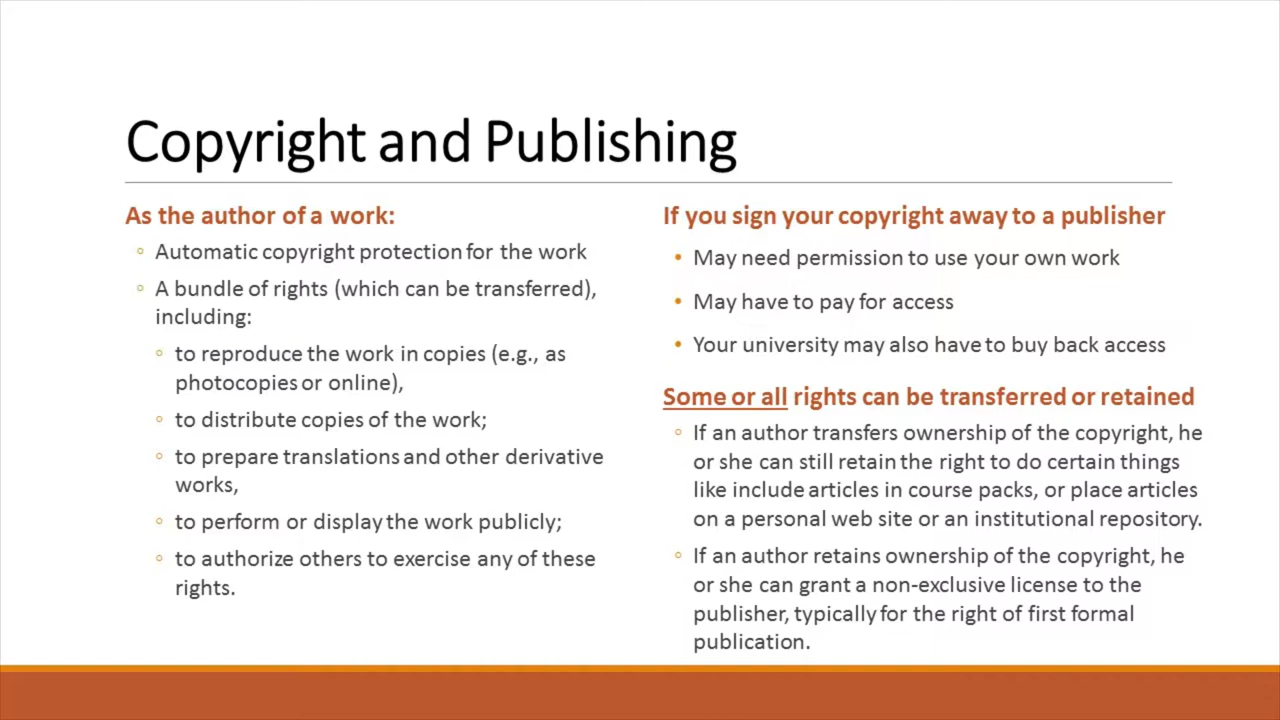 Copyright and Publishing
As the author of a work:
◦ Automatic copyright protection for the work
◦ A bundle of rights (which can be transferred),
including:
◦ to reproduce the work in copies (e.g., as
photocopies or online),
◦ to distribute copies of the work;
◦ to prepare translations and other derivative
works,
◦ to perform or display the work publicly;
◦ to authorize others to exercise any of these
rights.
If you sign your copyright away to a publisher
• May need permission to use your own work
• May have to pay for access
• Your university may also have to buy back access
Some or all rights can be transferred or retained
◦ If an author transfers ownership of the copyright, he
or she can still retain the right to do certain things
like include articles in course packs, or place articles
on a personal web site or an institutional repository.
◦ If an author retains ownership of the copyright, he
or she can grant a non-exclusive license to the
publisher, typically for the right of first formal
publication.